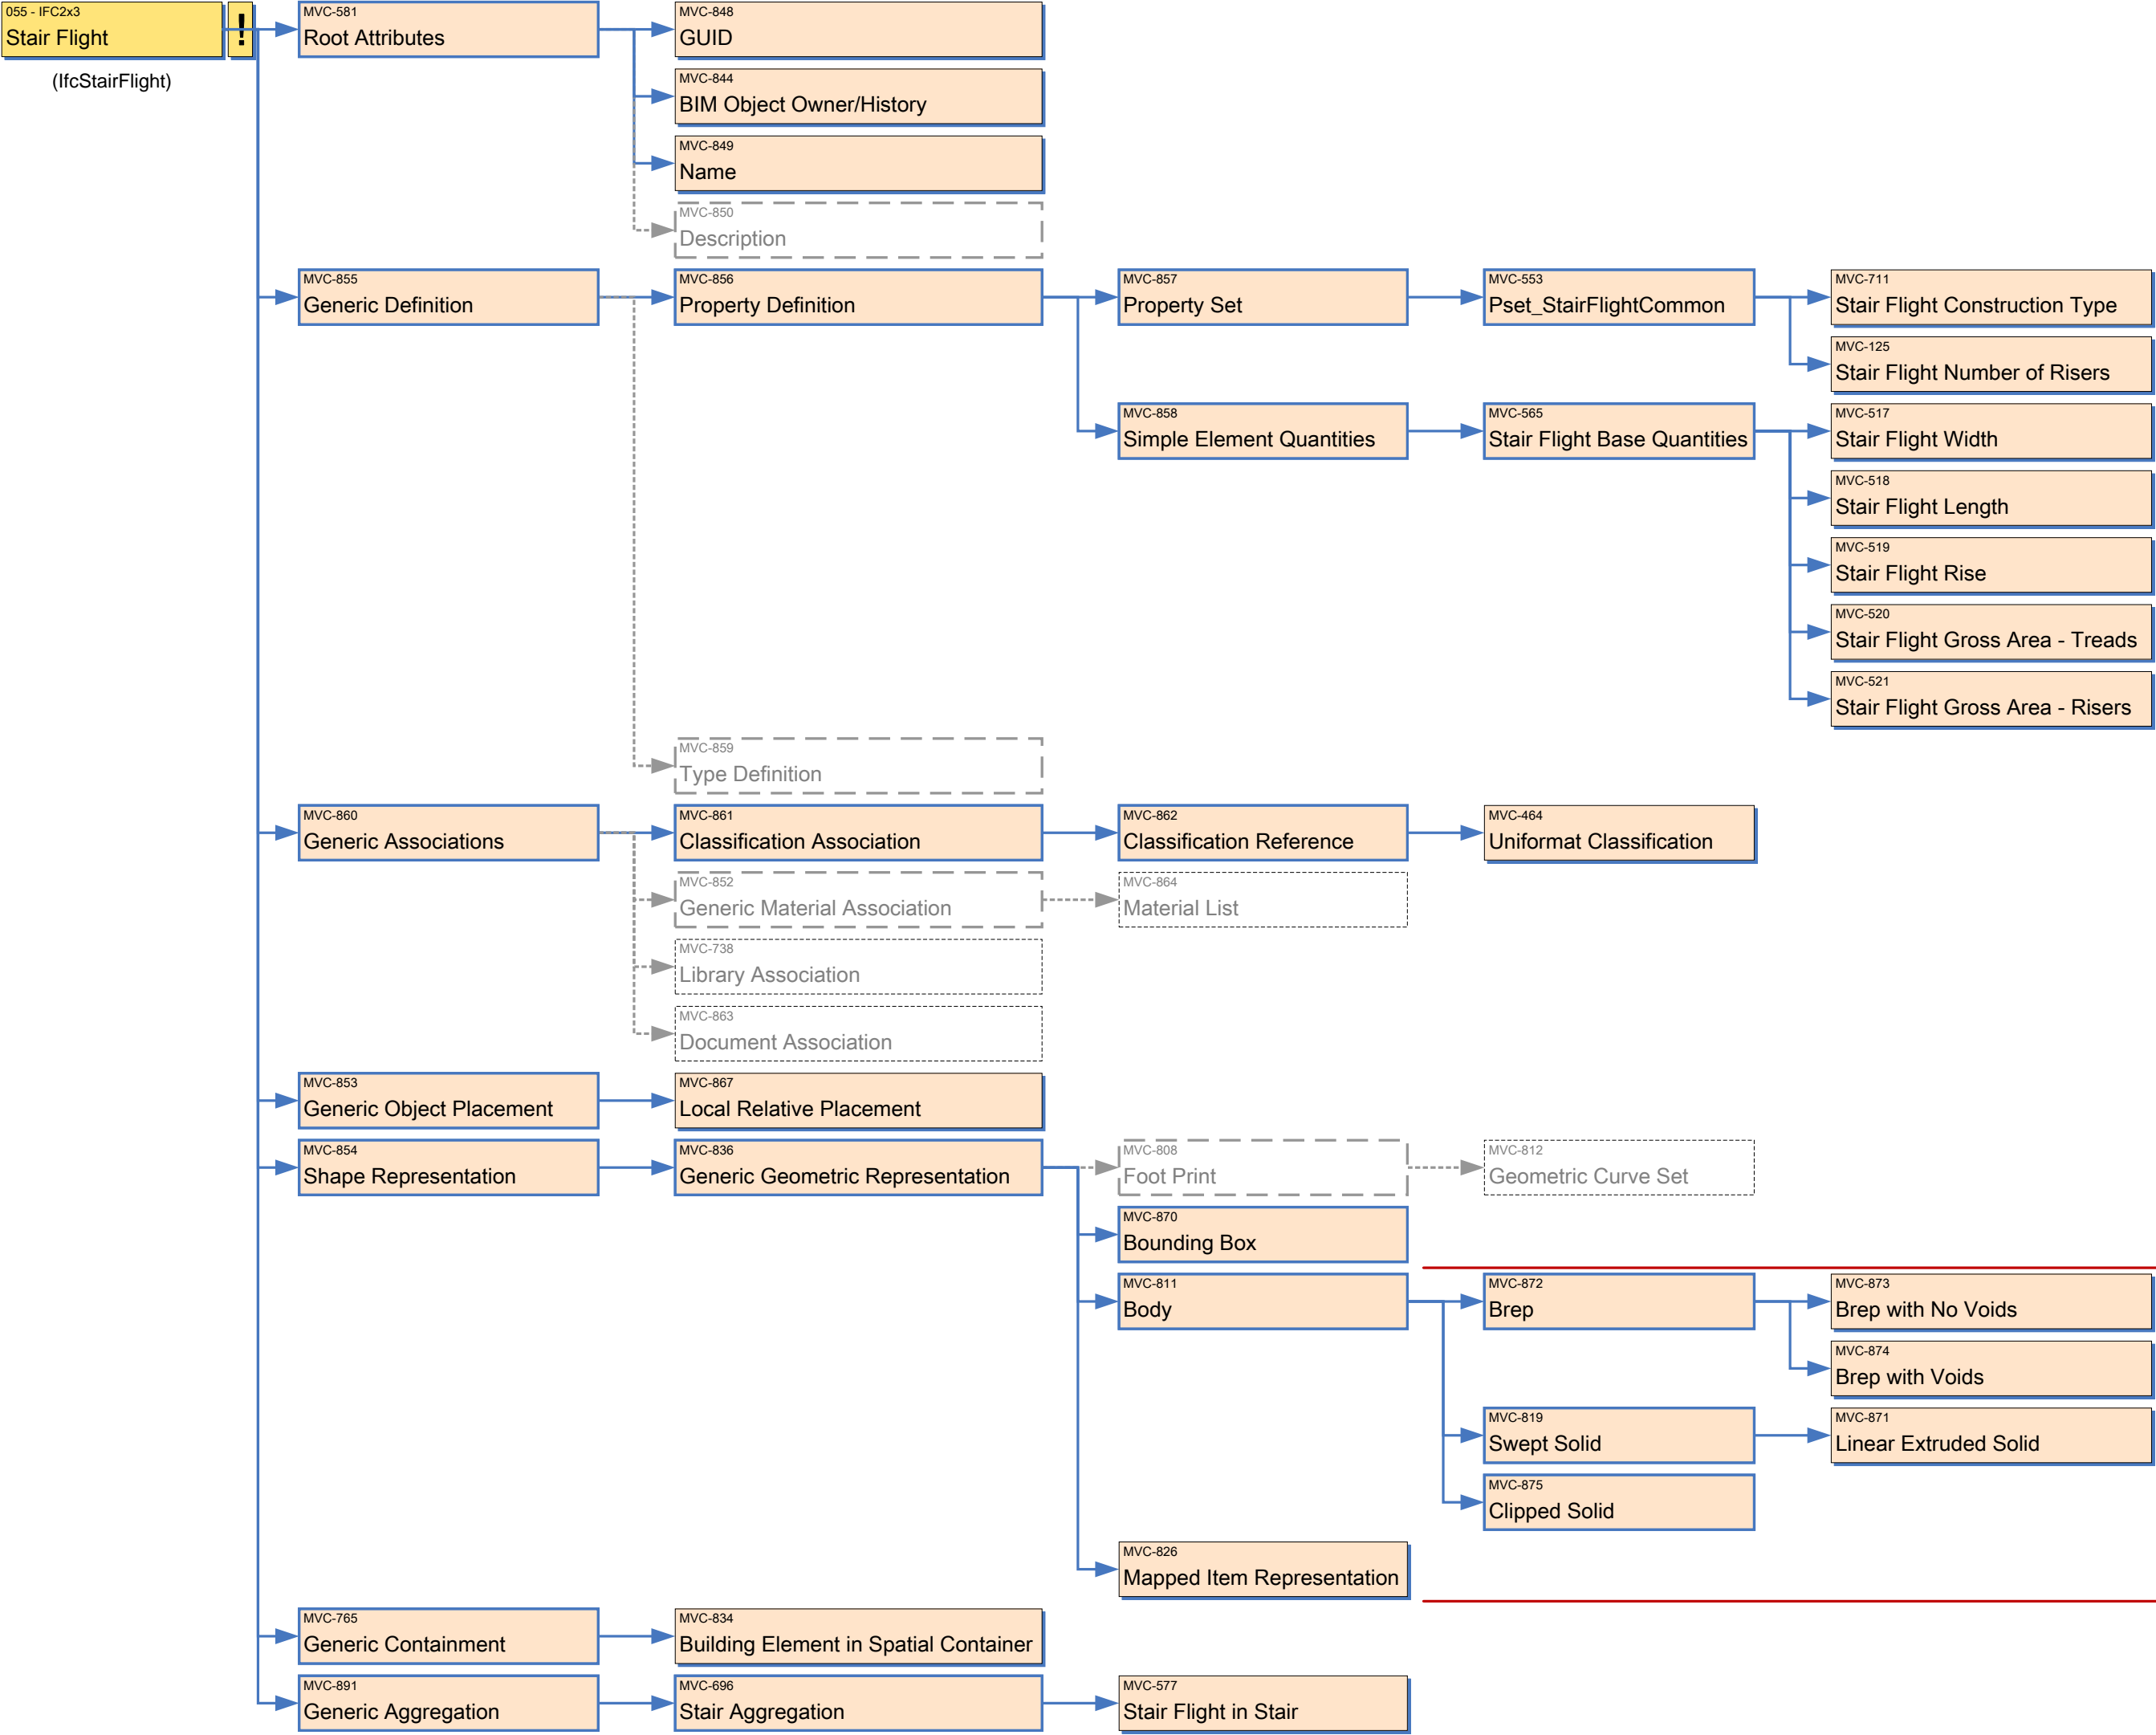 055 - IFC2x3
Stair Flight
!
(IfcStairFlight)
MVC-581
Root Attributes
MVC-848
GUID
MVC-844
BIM Object Owner/History
MVC-849
Name
MVC-850
Description
MVC-855
Generic Definition
MVC-856
Property Definition
MVC-857
Property Set
MVC-553
Pset_StairFlightCommon
MVC-711
Stair Flight Construction Type
MVC-125
Stair Flight Number of Risers
MVC-858
Simple Element Quantities
MVC-565
Stair Flight Base Quantities
MVC-517
Stair Flight Width
MVC-518
Stair Flight Length
MVC-519
Stair Flight Rise
MVC-520
Stair Flight Gross Area - Treads
MVC-521
Stair Flight Gross Area - Risers
MVC-859
Type Definition
MVC-860
Generic Associations
MVC-861
Classification Association
MVC-862
Classification Reference
MVC-464
Uniformat Classification
MVC-852
Generic Material Association
MVC-864
Material List
MVC-738
Library Association
MVC-863
Document Association
MVC-853
Generic Object Placement
MVC-867
Local Relative Placement
MVC-854
Shape Representation
MVC-836
Generic Geometric Representation
MVC-808
Foot Print
MVC-812
Geometric Curve Set
MVC-870
Bounding Box
MVC-811
Body
MVC-872
Brep
MVC-873
Brep with No Voids
MVC-874
Brep with Voids
MVC-819
Swept Solid
MVC-871
Linear Extruded Solid
MVC-875
Clipped Solid
MVC-826
Mapped Item Representation
MVC-765
Generic Containment
MVC-834
Building Element in Spatial Container
MVC-891
Generic Aggregation
MVC-696
Stair Aggregation
MVC-577
Stair Flight in Stair